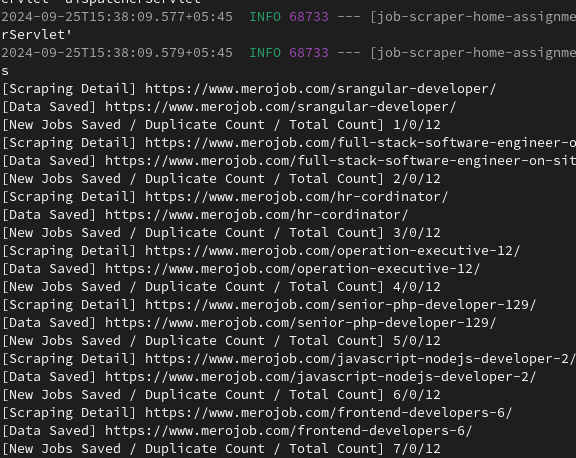 2024-09-25T15:38:09.577+05:45  INFO 68733 --- [job-scraper-home-assignme
rServlet'
2024-09-25T15:38:09.579+05:45  INFO 68733 --- [job-scraper-home-assignme
s
[Scraping Detail] https://www.merojob.com/srangular-developer/
[Data Saved] https://www.merojob.com/srangular-developer/
[New Jobs Saved / Duplicate Count / Total Count] 1/0/12
[Scraping Detail] https://www.merojob.com/full-stack-software-engineer-o
[Data Saved] https://www.merojob.com/full-stack-software-engineer-on-sit
[New Jobs Saved / Duplicate Count / Total Count] 2/0/12
[Scraping Detail] https://www.merojob.com/hr-cordinator/
[Data Saved] https://www.merojob.com/hr-cordinator/
[New Jobs Saved / Duplicate Count / Total Count] 3/0/12
[Scraping Detail] https://www.merojob.com/operation-executive-12/
[Data Saved] https://www.merojob.com/operation-executive-12/
[New Jobs Saved / Duplicate Count / Total Count] 4/0/12
[Scraping Detail] https://www.merojob.com/senior-php-developer-129/
[Data Saved] https://www.merojob.com/senior-php-developer-129/
[New Jobs Saved / Duplicate Count / Total Count] 5/0/12
[Scraping Detail] https://www.merojob.com/javascript-nodejs-developer-2/
[Data Saved] https://www.merojob.com/javascript-nodejs-developer-2/
[New Jobs Saved / Duplicate Count / Total Count] 6/0/12
[Scraping Detail] https://www.merojob.com/frontend-developers-6/
[Data Saved] https://www.merojob.com/frontend-developers-6/
[New Jobs Saved / Duplicate Count / Total Count] 7/0/12